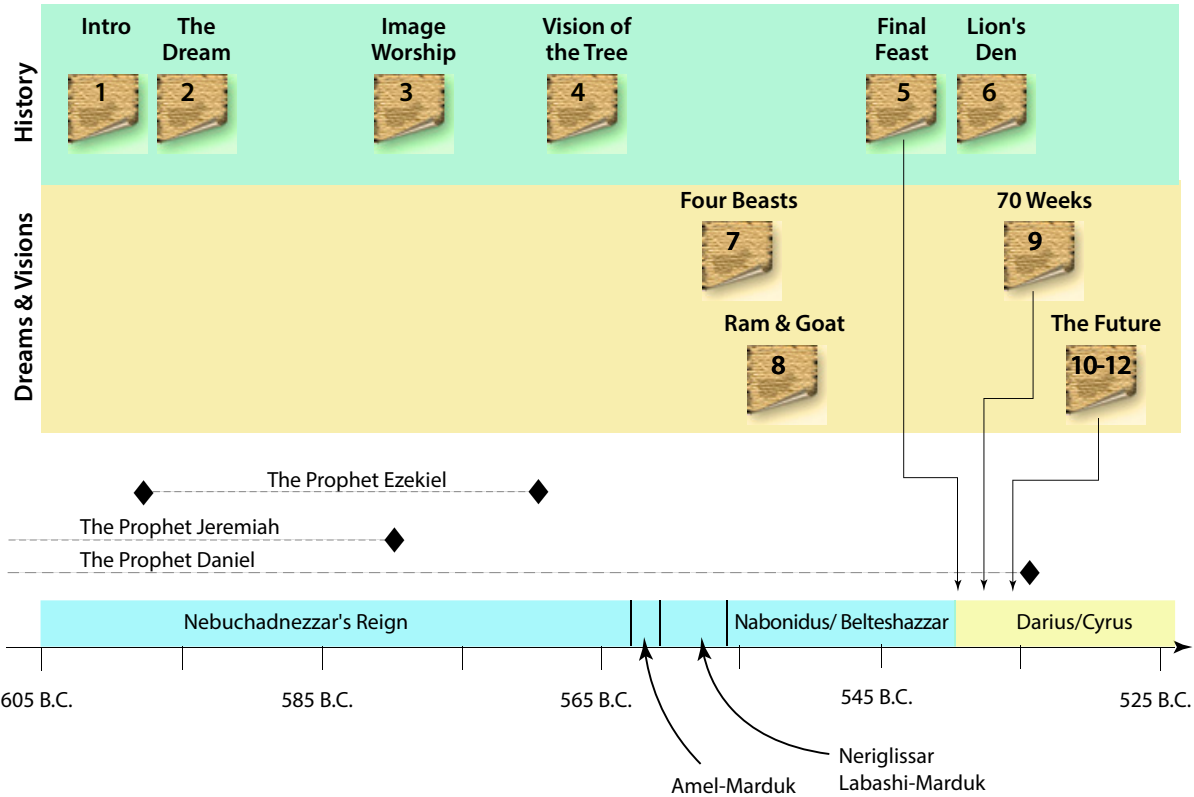 History
Intro
The
Dream
Image
Worship
Vision of
the Tree
Final
Feast
Lion's
Den
1
2
3
4
5
6
Dreams & Visions
Four Beasts
7
70 Weeks
9
Ram & Goat
8
The Future
10-12
The Prophet Ezekiel
The Prophet Jeremiah
The Prophet Daniel
Nebuchadnezzar's Reign
Nabonidus/ Belteshazzar
Darius/Cyrus
605 B.C.
585 B.C.
565 B.C.
545 B.C.
525 B.C.
Amel-Marduk
Neriglissar
Labashi-Marduk